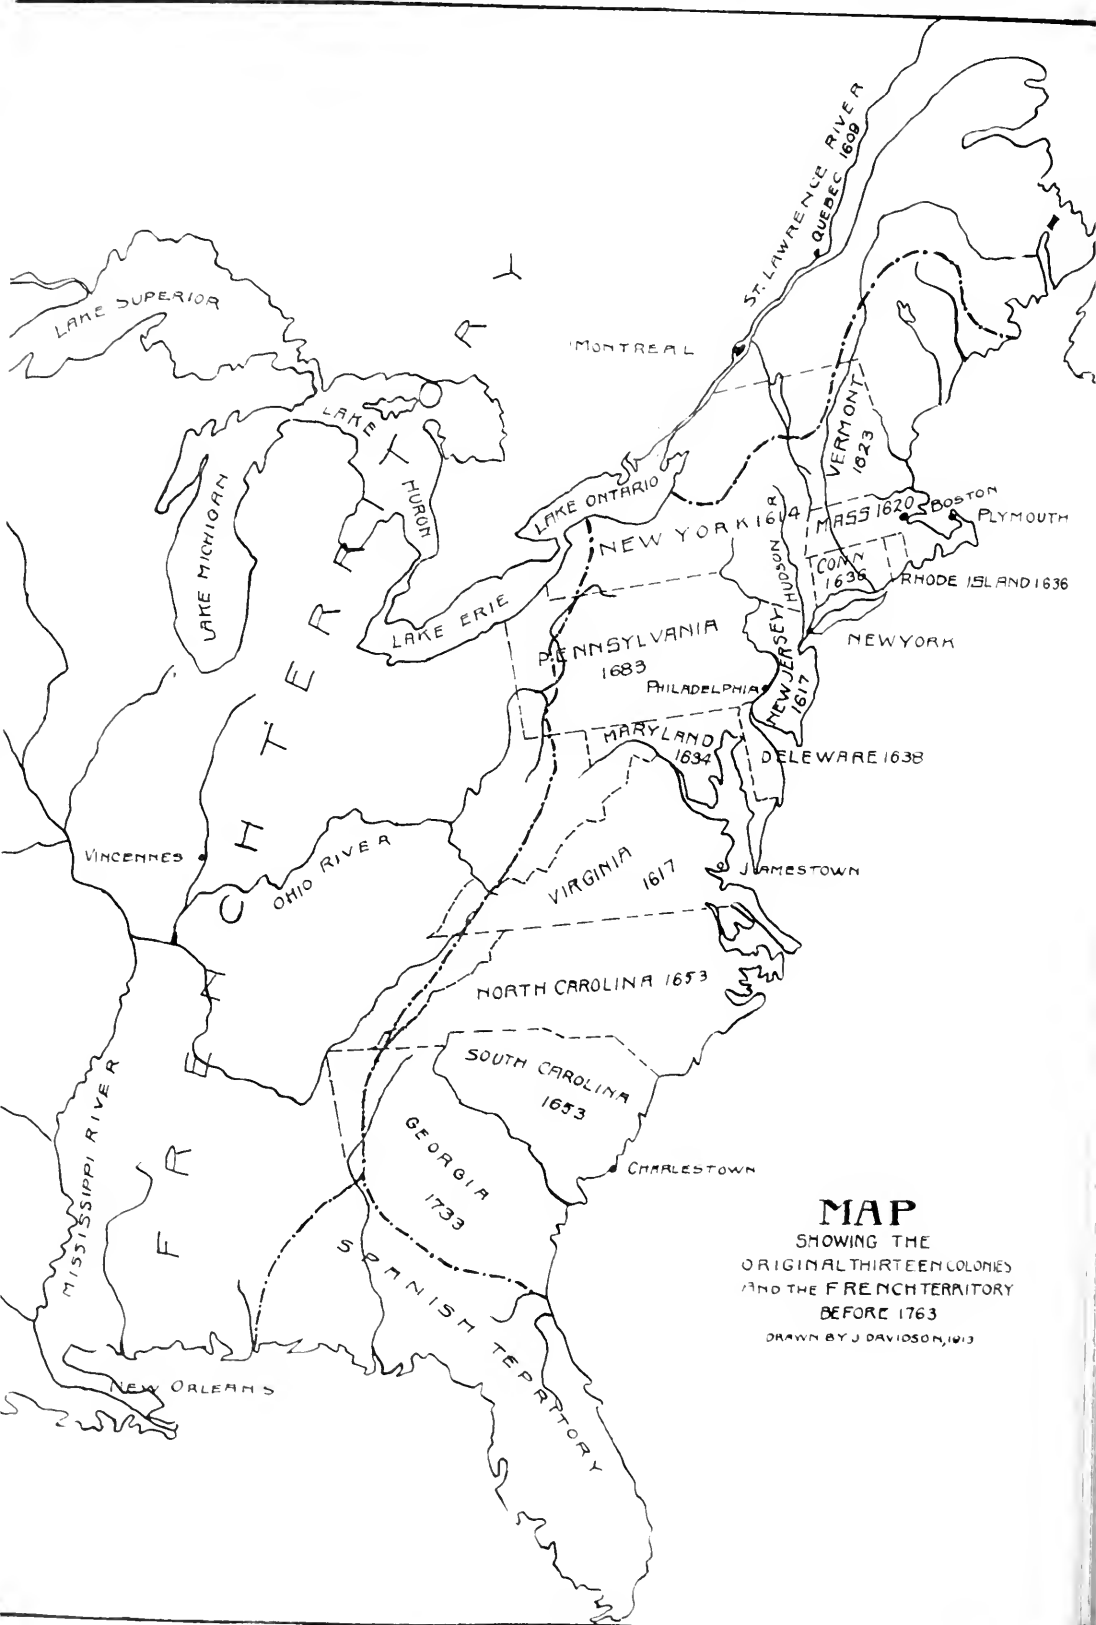 ST. LAWRENCE RIVER
QUEBEC 1608
LAKE SUPERIOR
MONTREAL
LAKE HURON
LAKE MICHIGAN
LAKE ONTARIO
LAKE ERIE
FRENCH TERRITORY
VERMONT
1623
NEW YORK 1614
MASS 1620
BOSTON
PLYMOUTH
HUDSON R
CONN
1636
RHODE ISLAND 1636
NEW YORK
PENNSYLVANIA
1683
PHILADELPHIA
NEW JERSEY
1617
MARYLAND
1634
DELEWARE 1638
VINCENNES
OHIO RIVER
VIRGINIA
1617
JAMESTOWN
NORTH CAROLINA 1653
SOUTH CAROLINA
1653
GEORGIA
1733
CHARLESTOWN
MISSISSIPPI RIVER
SPANISH TERRITORY
NEW ORLEANS
MAP
SHOWING THE
ORIGINAL THIRTEEN COLONIES
AND THE FRENCH TERRITORY
BEFORE 1763
DRAWN BY J DAVIDSON, 1913